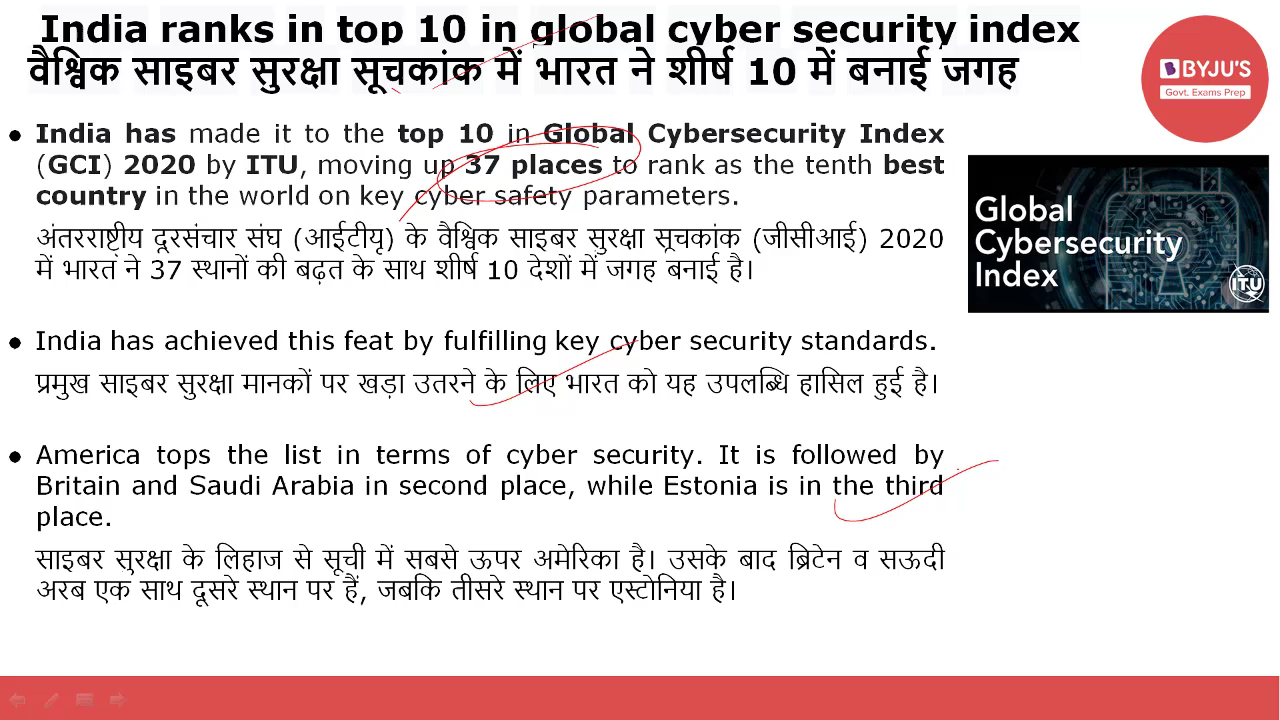 India ranks in top 10 in global cyber security index
वैश्विक साइबर सुरक्षा सूचकांक में भारत ने शीर्ष 10 में बनाई जगह
BYJU'S
Govt. Exams Prep
• India has made it to the top 10 in Global Cybersecurity Index
(GCI) 2020 by ITU, moving up 37 places to rank as the tenth best
country in the world on key cyber safety parameters.
अंतरराष्ट्रीय दूरसंचार संघ (आईटीयू) के वैश्विक साइबर सुरक्षा सूचकांक (जीसीआई) 2020
में भारत ने 37 स्थानों की बढ़त के साथ शीर्ष 10 देशों में जगह बनाई है।
Global
Cybersecurity
Index
ITU
• India has achieved this feat by fulfilling key cyber security standards.
प्रमुख साइबर सुरक्षा मानकों पर खड़ा उतरने के लिए भारत को यह उपलब्धि हासिल हुई है।
• America tops the list in terms of cyber security. It is followed by
Britain and Saudi Arabia in second place, while Estonia is in the third
place.
साइबर सुरक्षा के लिहाज से सूची में सबसे ऊपर अमेरिका है। उसके बाद ब्रिटेन व सऊदी
अरब एक साथ दूसरे स्थान पर हैं, जबकि तीसरे स्थान पर एस्टोनिया है।